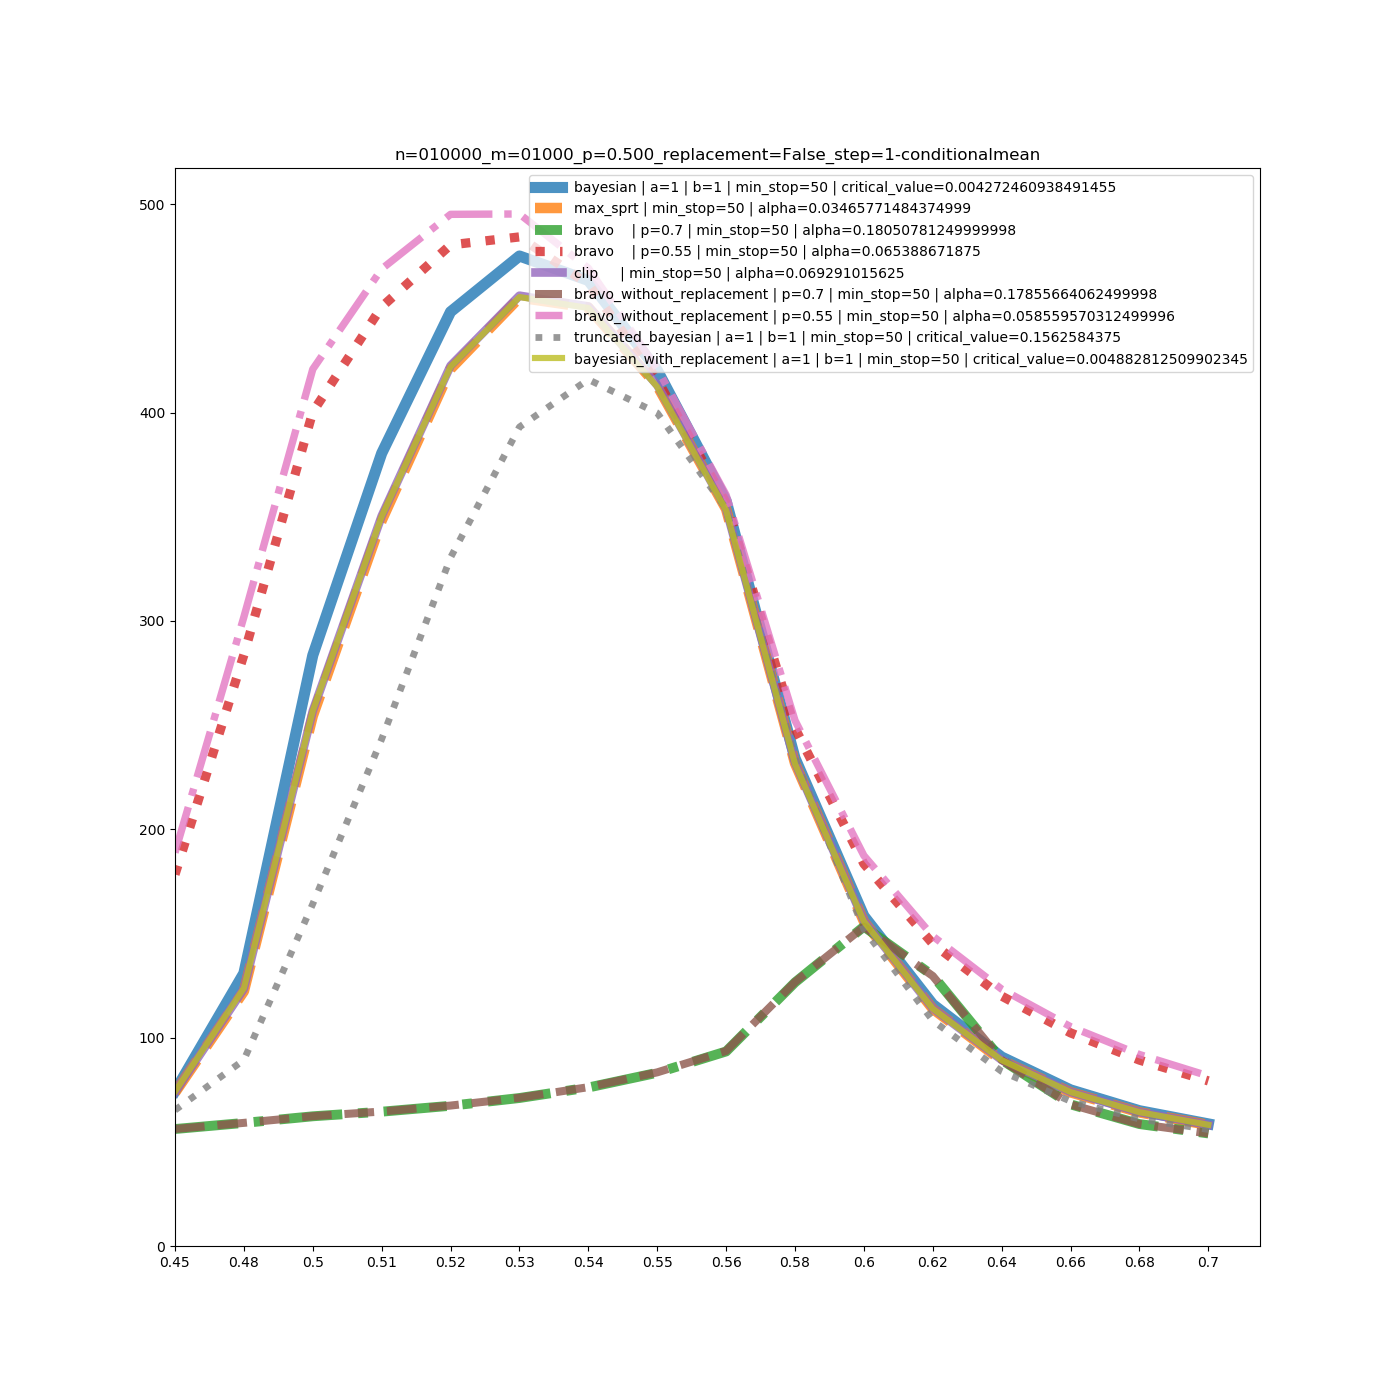 n=010000_m=01000_p=0.500_replacement=False_step=1-conditionalmean
bayesian | a=1 | b=1 | min_stop=50 | critical_value=0.004272460938491455
max_sprt | min_stop=50 | alpha=0.03465771484374999
bravo    | p=0.7 | min_stop=50 | alpha=0.18050781249999998
bravo    | p=0.55 | min_stop=50 | alpha=0.065388671875
clip     | min_stop=50 | alpha=0.069291015625
bravo_without_replacement | p=0.7 | min_stop=50 | alpha=0.17855664062499998
bravo_without_replacement | p=0.55 | min_stop=50 | alpha=0.058559570312499996
truncated_bayesian | a=1 | b=1 | min_stop=50 | critical_value=0.1562584375
bayesian_with_replacement | a=1 | b=1 | min_stop=50 | critical_value=0.004882812509902345
500
400
300
200
100
0
0.45 0.48 0.5 0.51 0.52 0.53 0.54 0.55 0.56 0.58 0.6 0.62 0.64 0.66 0.68 0.7